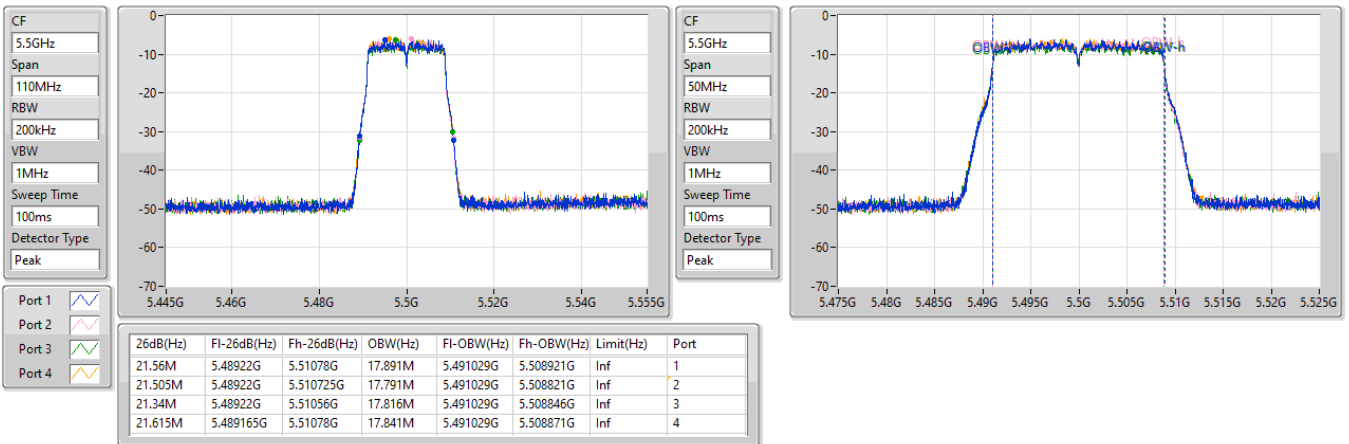 CF
5.5GHz
Span
110MHz
RBW
200kHz
VBW
1MHz
Sweep Time
100ms
Detector Type
Peak
0
-10
-20
-30
-40
-50
-60
-70
5.445G 5.46G 5.48G 5.5G 5.52G 5.54G 5.555G
CF
5.5GHz
Span
50MHz
RBW
200kHz
VBW
1MHz
Sweep Time
100ms
Detector Type
Peak
0
-10
-20
-30
-40
-50
-60
-70
OBW-h
5.475G 5.48G 5.485G 5.49G 5.495G 5.5G 5.505G 5.51G 5.515G 5.52G 5.525G
Port 1
Port 2
Port 3
Port 4
26dB(Hz) Fl-26dB(Hz) Fh-26dB(Hz) OBW(Hz) Fl-OBW(Hz) Fh-OBW(Hz) Limit(Hz) Port
21.56M 5.48922G 5.51078G 17.891M 5.491029G 5.508921G Inf 1
21.505M 5.48922G 5.510725G 17.791M 5.491029G 5.508821G Inf 2
21.34M 5.48922G 5.51056G 17.816M 5.491029G 5.508846G Inf 3
21.615M 5.489165G 5.51078G 17.841M 5.491029G 5.508871G Inf 4